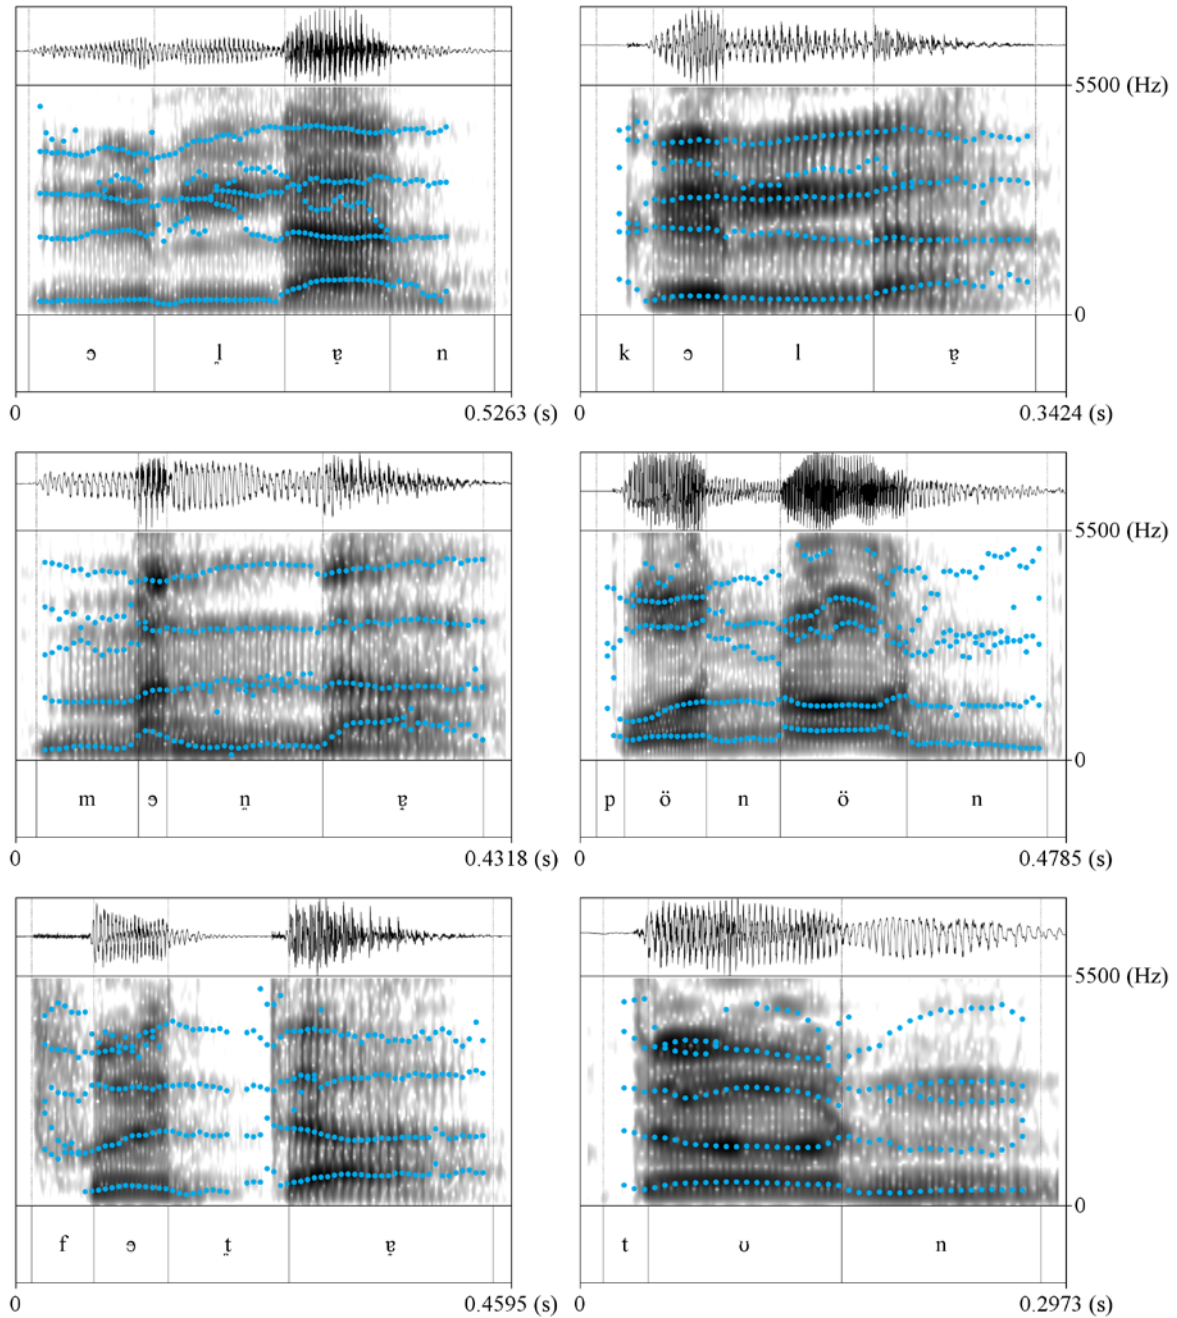 5500 (Hz)
0
ɘ l̯ ɐ̟ n
k ɘ l ɐ̟
0 0.5263 (s) 0 0.3424 (s)
5500 (Hz)
0
m ɘ n̯ ɐ̟
p ö n ö n
0 0.4318 (s) 0 0.4785 (s)
5500 (Hz)
0
f ɘ t̯ ɐ̟
t ʊ n
0 0.4595 (s) 0 0.2973 (s)